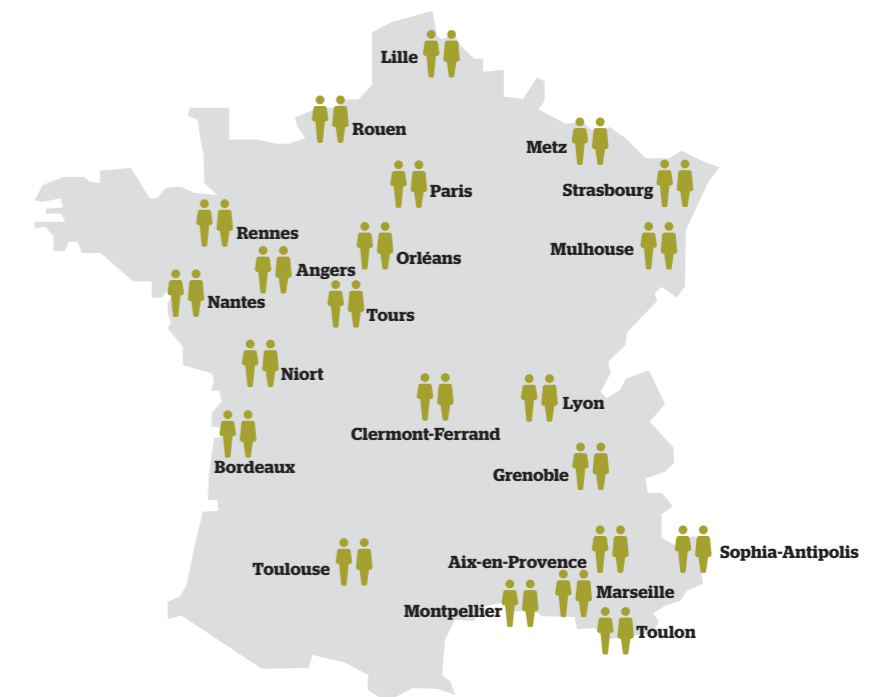 Lille
Rouen
Metz
Paris
Strasbourg
Rennes
Mulhouse
Orléans
Angers
Nantes
Tours
Niort
Lyon
Clermont-Ferrand
Bordeaux
Grenoble
Sophia-Antipolis
Aix-en-Provence
Toulouse
Marseille
Montpellier
Toulon